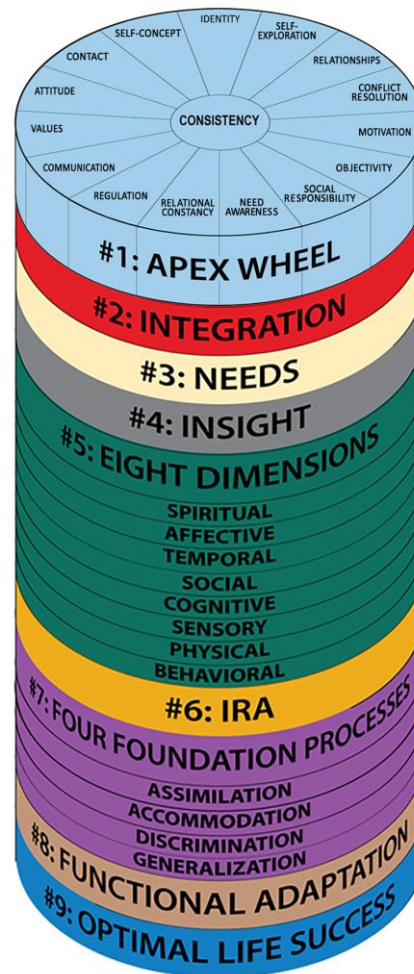 IDENTITY
SELF-CONCEPT
SELF-
EXPLORATION
CONTACT
RELATIONSHIPS
ATTITUDE
CONFLICT
RESOLUTION
CONSISTENCY
VALUES
MOTIVATION
COMMUNICATION
OBJECTIVITY
REGULATION
RELATIONAL
CONSTANCY
NEED
AWARENESS
SOCIAL
RESPONSIBILITY
#1: APEX WHEEL
#2: INTEGRATION
#3: NEEDS
#4: INSIGHT
#5: EIGHT DIMENSIONS
SPIRITUAL
AFFECTIVE
TEMPORAL
SOCIAL
COGNITIVE
SENSORY
PHYSICAL
BEHAVIORAL
#6: IRA
#7: FOUR FOUNDATION PROCESSES
ASSIMILATION
ACCOMMODATION
DISCRIMINATION
GENERALIZATION
#8: FUNCTIONAL ADAPTATION
#9: OPTIMAL LIFE SUCCESS